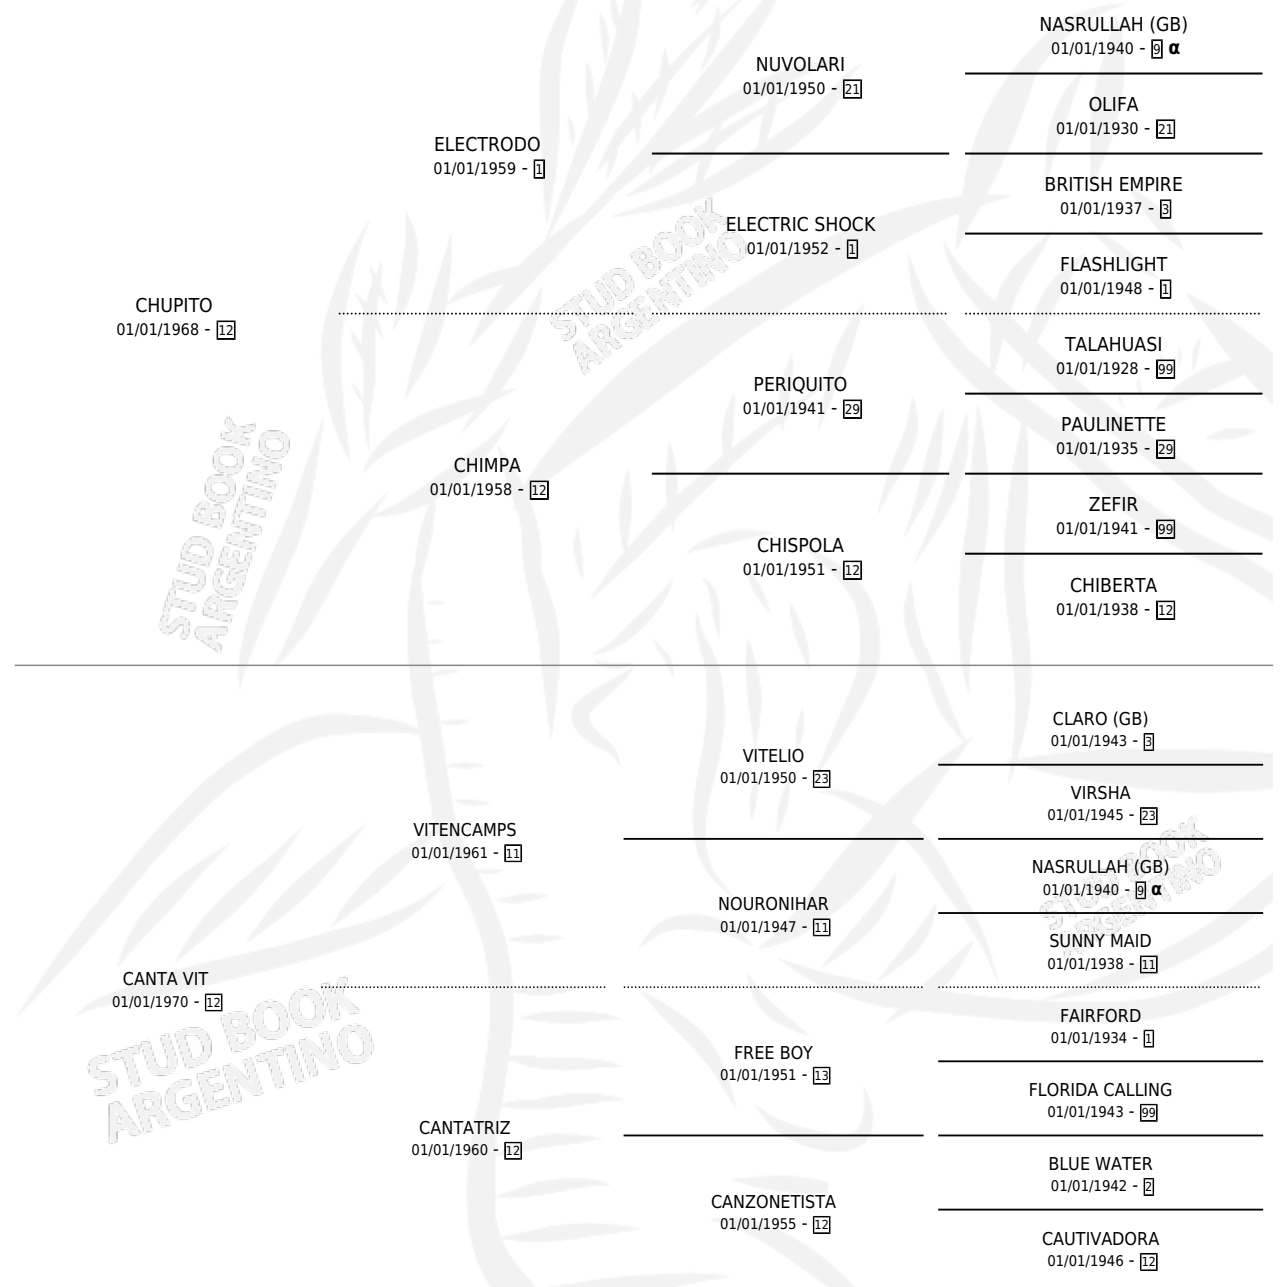 NASRULLAH (GB)
01/01/1940 - 9 α
NUVOLARI
01/01/1950 - 21
OLIFA
01/01/1930 - 21
ELECTRODO
01/01/1959 - 1
BRITISH EMPIRE
01/01/1937 - 3
ELECTRIC SHOCK
01/01/1952 - 1
FLASHLIGHT
01/01/1948 - 1
CHUPITO
01/01/1968 - 12
TALAHUASI
01/01/1928 - 99
PERIQUITO
01/01/1941 - 29
PAULINETTE
01/01/1935 - 29
CHIMPA
01/01/1958 - 12
ZEFIR
01/01/1941 - 99
CHISPOLA
01/01/1951 - 12
CHIBERTA
01/01/1938 - 12
STUD BOOK
ARGENTINO
STUD BOOK
ARGENTINO
CLARO (GB)
01/01/1943 - 3
VITELIO
01/01/1950 - 23
VIRSHA
01/01/1945 - 23
VITENCAMPS
01/01/1961 - 11
NASRULLAH (GB)
01/01/1940 - 9 α
NOURONIHAR
01/01/1947 - 11
SUNNY MAID
01/01/1938 - 11
CANTA VIT
01/01/1970 - 12
FAIRFORD
01/01/1934 - 1
FREE BOY
01/01/1951 - 13
FLORIDA CALLING
01/01/1943 - 99
CANTATRIZ
01/01/1960 - 12
BLUE WATER
01/01/1942 - 2
CANZONETISTA
01/01/1955 - 12
CAUTIVADORA
01/01/1946 - 12
STUD BOOK
ARGENTINO
STUD BOOK
ARGENTINO